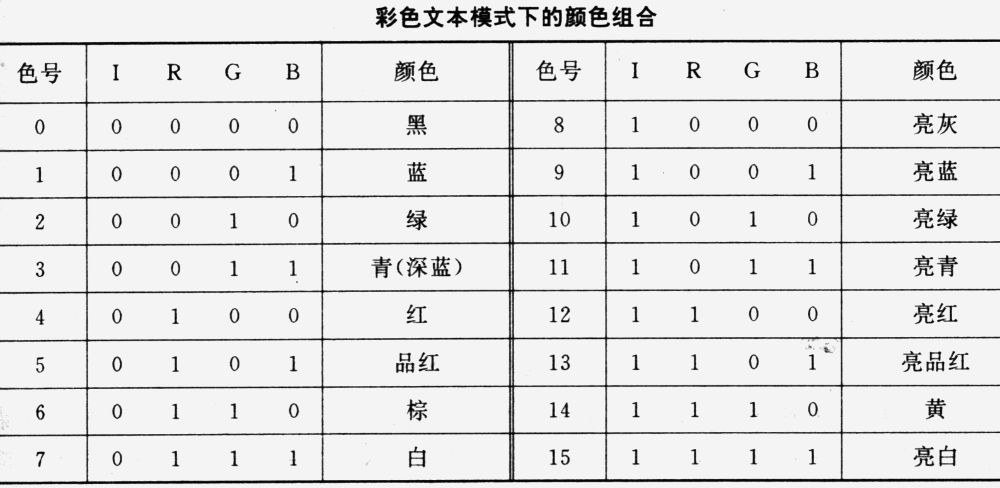 彩色文本模式下的颜色组合
色号 I R G B 颜色 色号 I R G B 颜色
0 0 0 0 0 黑 8 1 0 0 0 亮灰
1 0 0 0 1 蓝 9 1 0 0 1 亮蓝
2 0 0 1 0 绿 10 1 0 1 0 亮绿
3 0 0 1 1 青(深蓝) 11 1 0 1 1 亮青
4 0 1 0 0 红 12 1 1 0 0 亮红
5 0 1 0 1 品红 13 1 1 0 1 亮品红
6 0 1 1 0 棕 14 1 1 1 0 黄
7 0 1 1 1 白 15 1 1 1 1 亮白